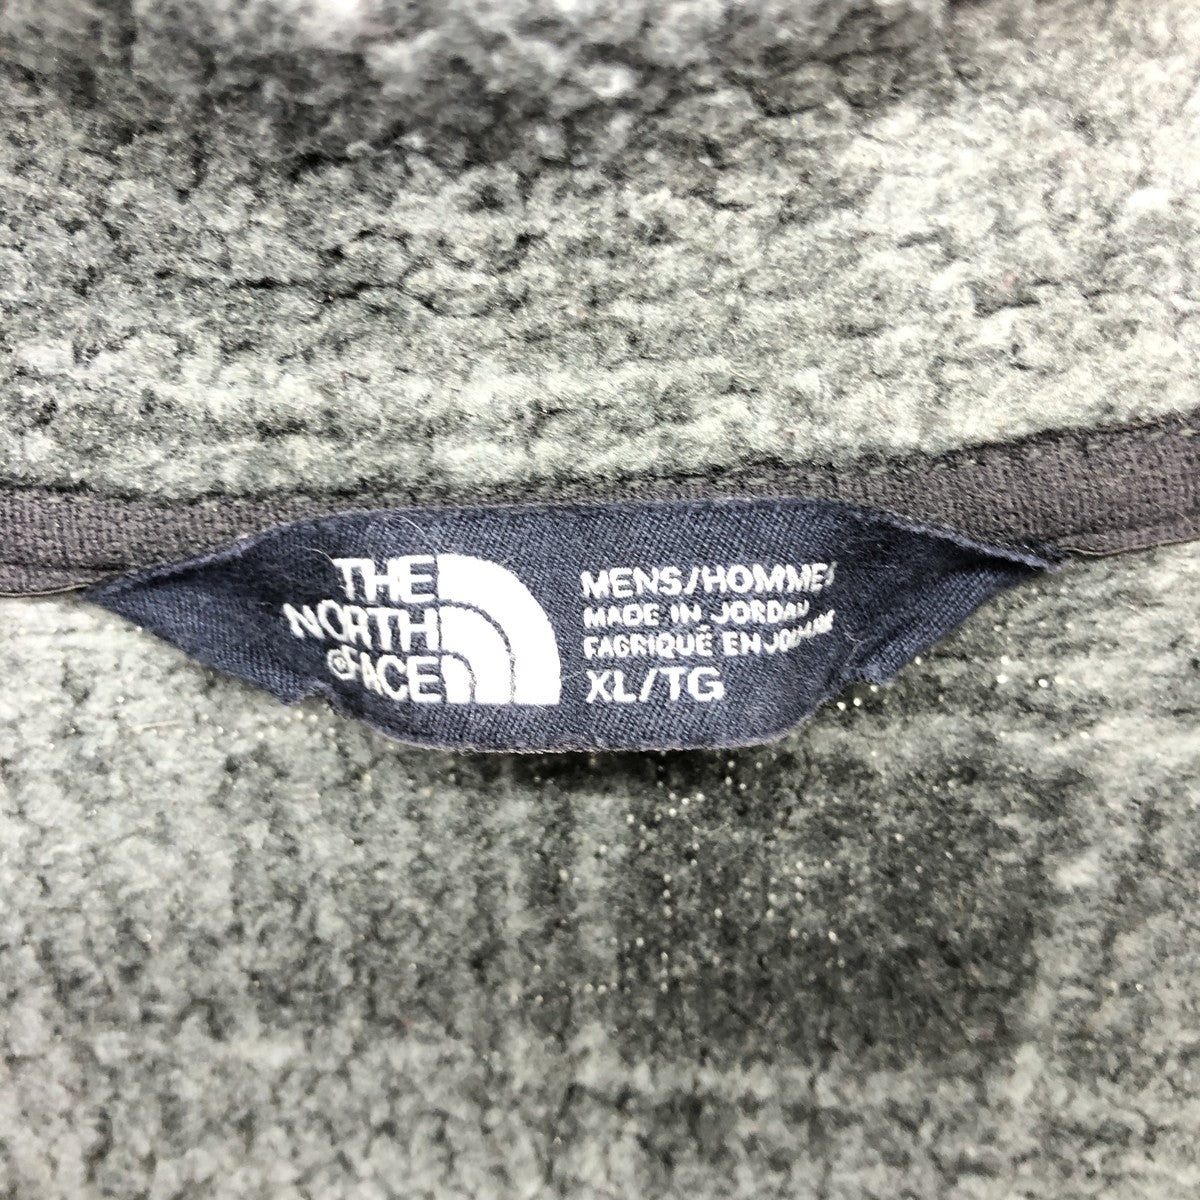 THE
NORTH
FACE
MENS/HOMMES
MADE IN JORDAN
FABRIQUÉ EN JORDANIE
XL/TG